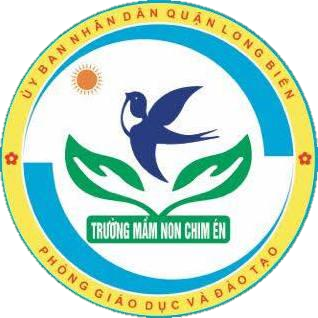 ỦY BAN NHÂN DÂN QUẬN LONG BIÊN
TRƯỜNG MẦM NON CHIM ÉN
PHÒNG GIÁO DỤC VÀ ĐÀO TẠO